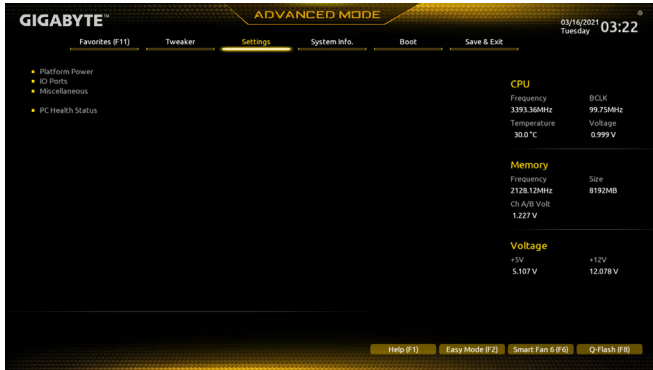 GIGABYTE™
ADVANCED MODE
03/16/2021 Tuesday 03:22
Favorites (F11) Tweaker Settings System Info. Boot Save & Exit
Platform Power
IO Ports
Miscellaneous
PC Health Status
CPU
Frequency BCLK
3393.36MHz 99.75MHz
Temperature Voltage
30.0 °C 0.999 V
Memory
Frequency Size
2128.12MHz 8192MB
Ch A/B Volt
1.227 V
Voltage
+5V +12V
5.107 V 12.078 V
Help (F1) Easy Mode (F2) Smart Fan 6 (F6) Q-Flash (F8)